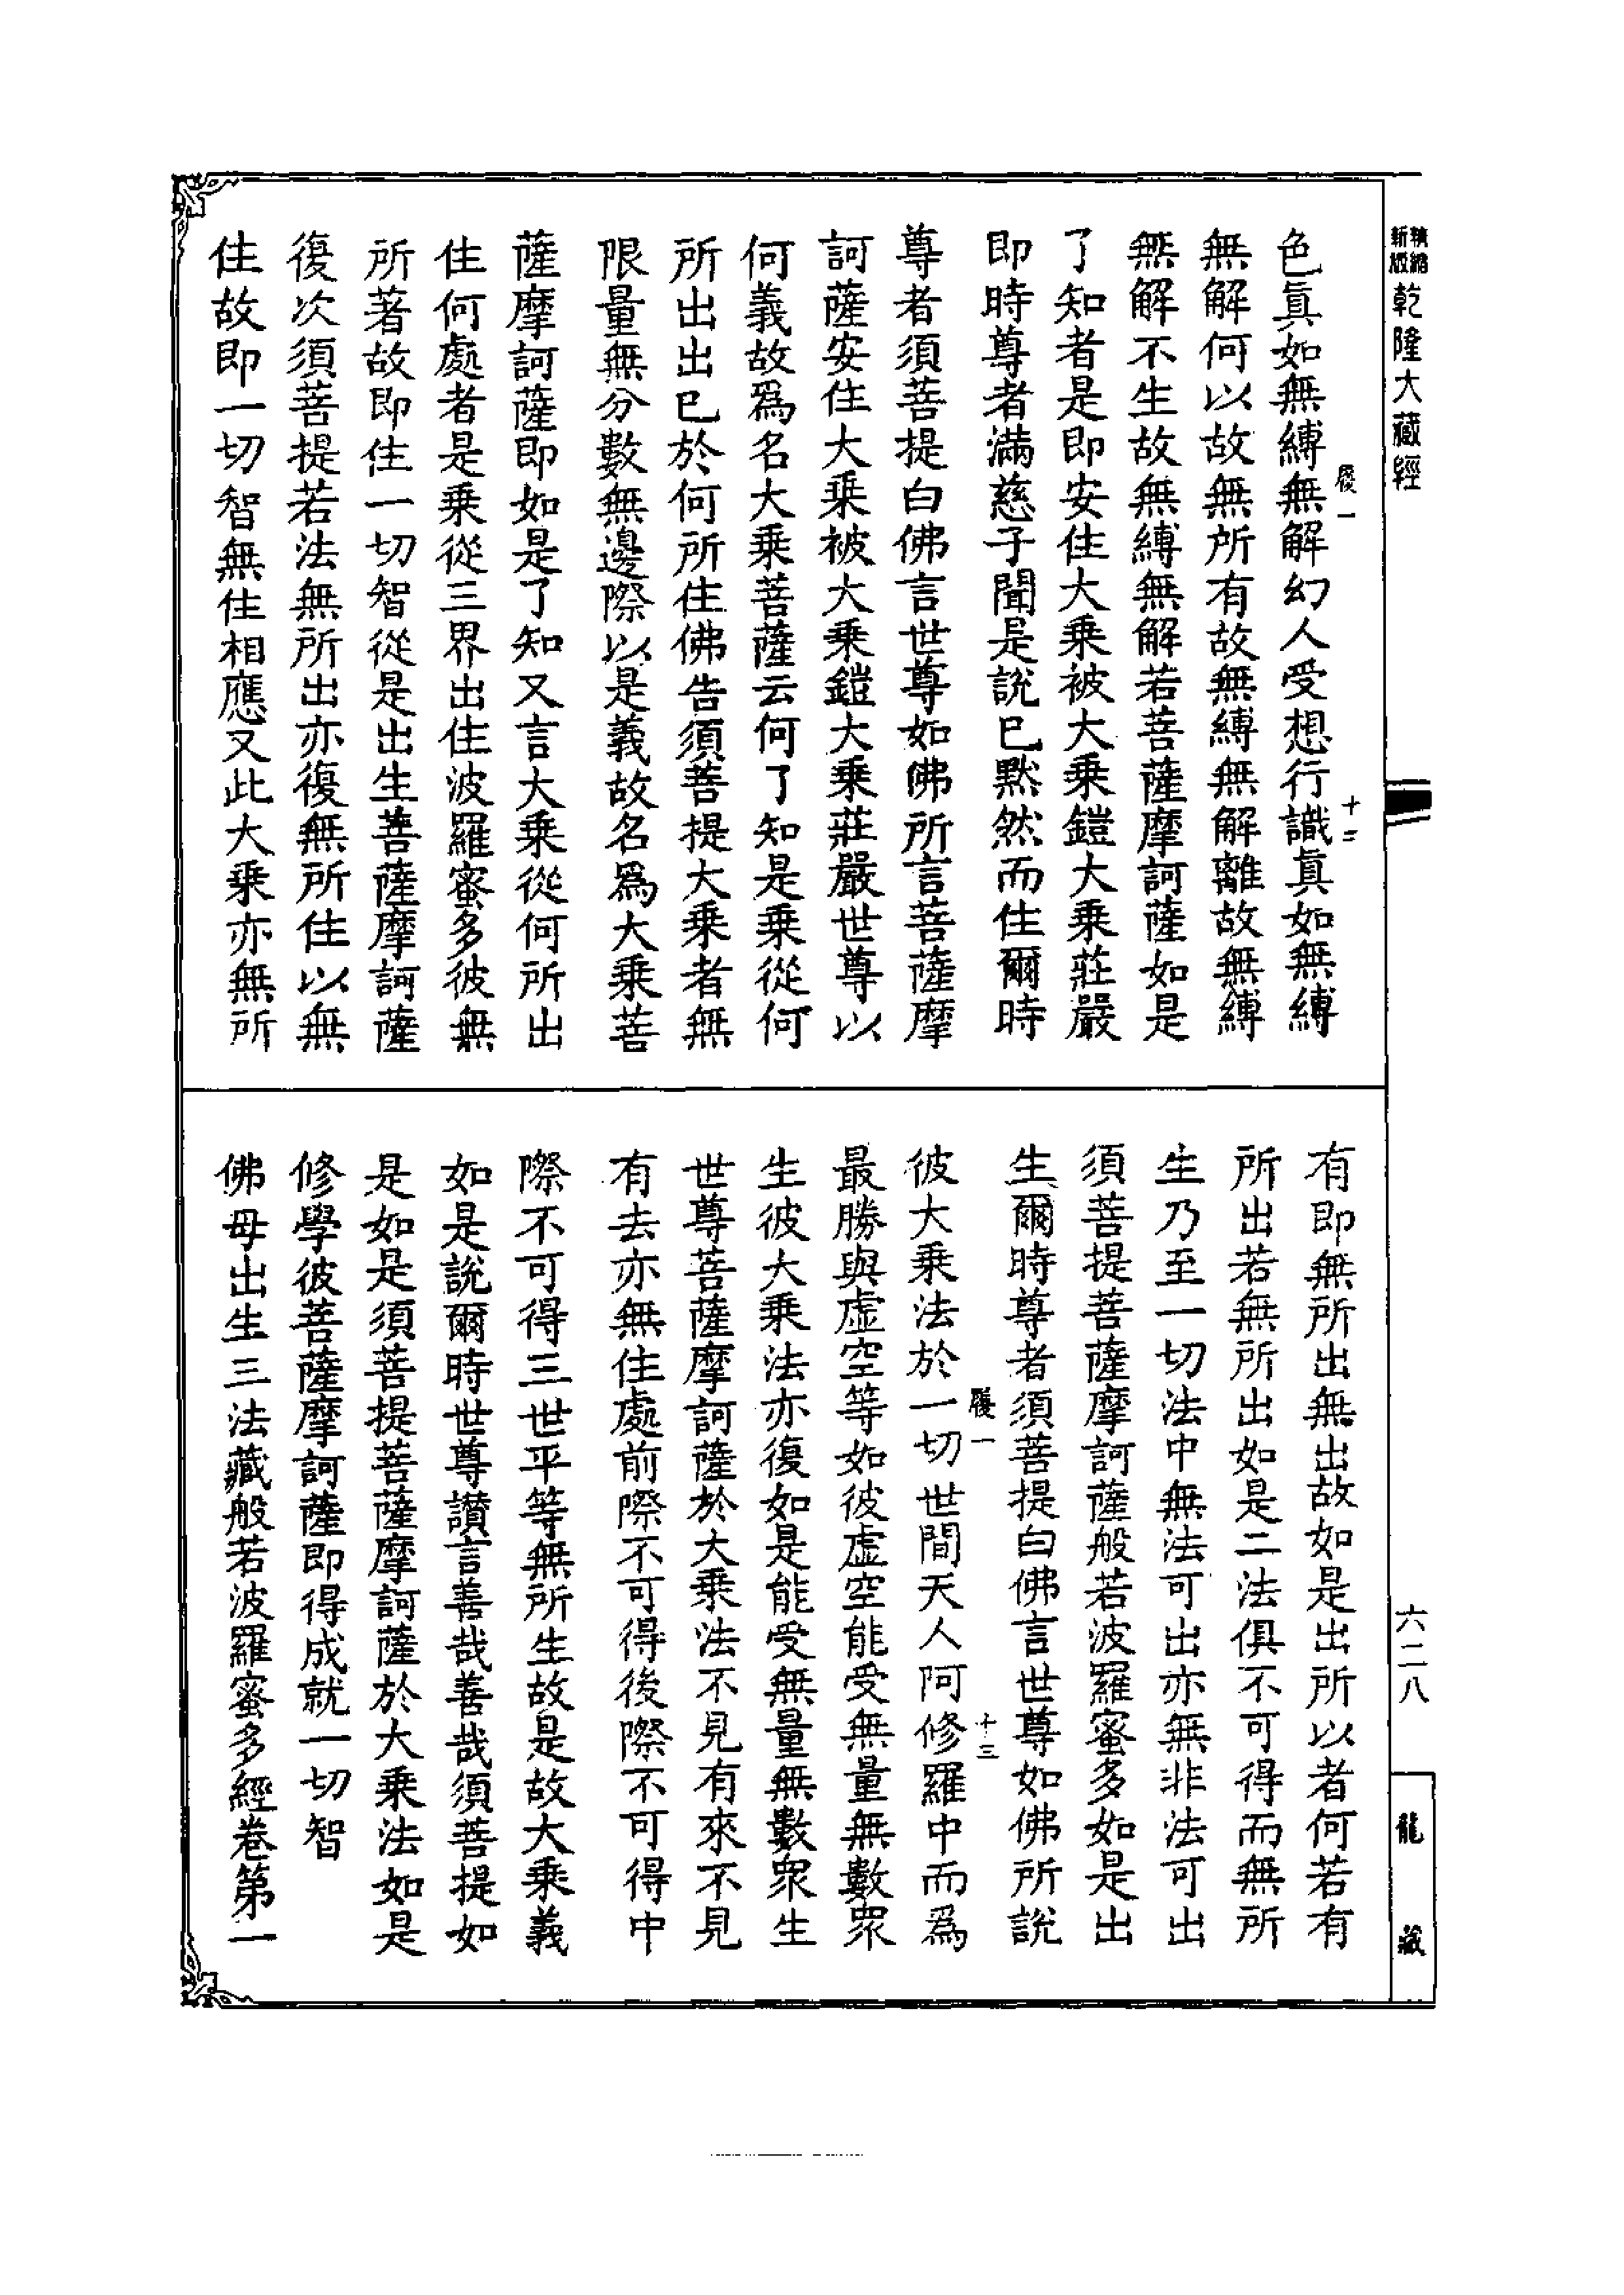 精縮
新版
乾隆大藏經
六二八
龍藏
履一
十二
色眞如無縛無解幻人受想行識眞如無縛
無解何以故無所有故無縛無解離故無縛
無解不生故無縛無解若菩薩摩訶薩如是
了知者是即安住大乘被大乘鎧大乘莊嚴
即時尊者滿慈子聞是說已默然而住爾時
尊者須菩提白佛言世尊如佛所言菩薩摩
訶薩安住大乘被大乘鎧大乘莊嚴世尊以
何義故爲名大乘菩薩云何了知是乘從何
所出出已於何所住佛告須菩提大乘者無
限量無分數無邊際以是義故名爲大乘菩
薩摩訶薩即如是了知又言大乘從何所出
住何處者是乘從三界出住波羅蜜多彼無
所著故即住一切智從是出生菩薩摩訶薩
復次須菩提若法無所出亦復無所住以無
住故即一切智無住相應又此大乘亦無所
有即無所出無出故如是出所以者何若有
所出若無所出如是二法俱不可得而無所
生乃至一切法中無法可出亦無非法可出
須菩提菩薩摩訶薩般若波羅蜜多如是出
生爾時尊者須菩提白佛言世尊如佛所說
履一
十三
彼大乘法於一切世間天人阿修羅中而爲
最勝與虛空等如彼虛空能受無量無數眾
生彼大乘法亦復如是能受無量無數眾生
世尊菩薩摩訶薩於大乘法不見有來不見
有去亦無住處前際不可得後際不可得中
際不可得三世平等無所生故是故大乘義
如是說爾時世尊讚言善哉善哉須菩提如
是如是須菩提菩薩摩訶薩於大乘法如是
修學彼菩薩摩訶薩即得成就一切智
佛母出生三法藏般若波羅蜜多經卷第一